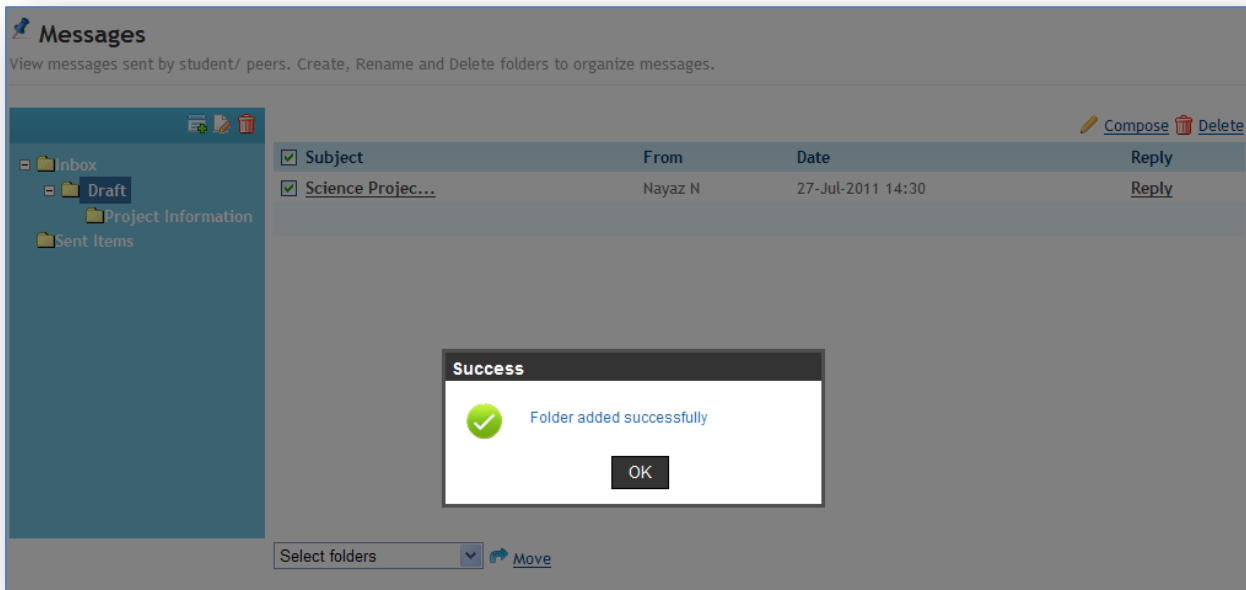 Messages
View messages sent by student/ peers. Create, Rename and Delete folders to organize messages.
Compose Delete
Inbox
Draft
Project Information
Sent Items
Subject From Date Reply
Science Projec... Nayaz N 27-Jul-2011 14:30 Reply
Success
Folder added successfully
OK
Select folders Move